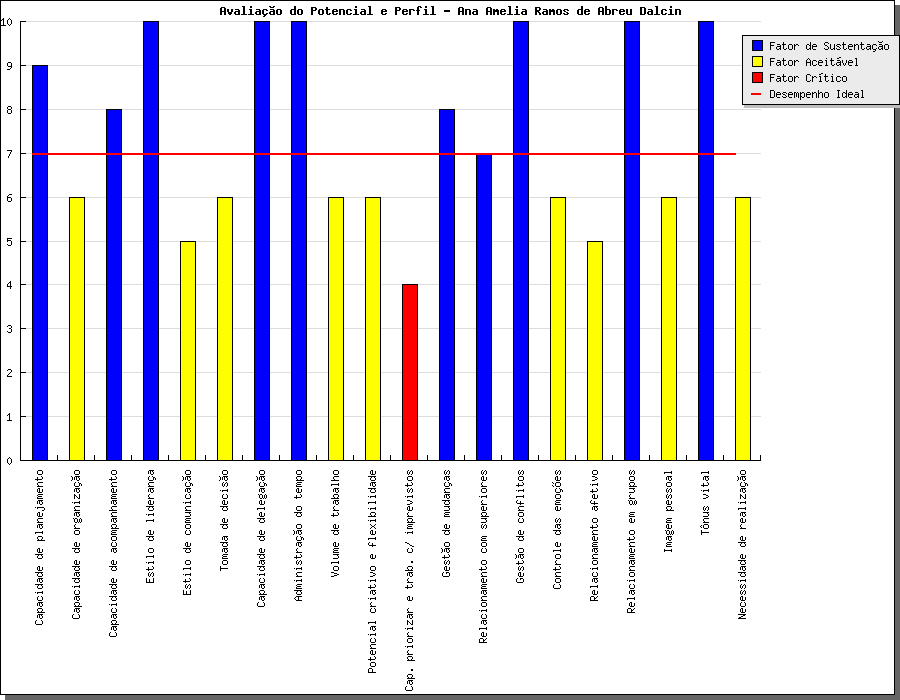 Avaliação do Potencial e Perfil - Ana Amelia Ramos de Abreu Dalcin
Fator de Sustentação
Fator Aceitável
Fator Crítico
Desempenho Ideal
10
9
8
7
6
5
4
3
2
1
0
Capacidade de planejamento
Capacidade de organização
Capacidade de acompanhamento
Estilo de liderança
Estilo de comunicação
Tomada de decisão
Capacidade de delegação
Administração do tempo
Volume de trabalho
Potencial criativo e flexibilidade
Cap. priorizar e trab. c/ imprevistos
Gestão de mudanças
Relacionamento com superiores
Gestão de conflitos
Controle das emoções
Relacionamento afetivo
Relacionamento em grupos
Imagem pessoal
Tônus vital
Necessidade de realização